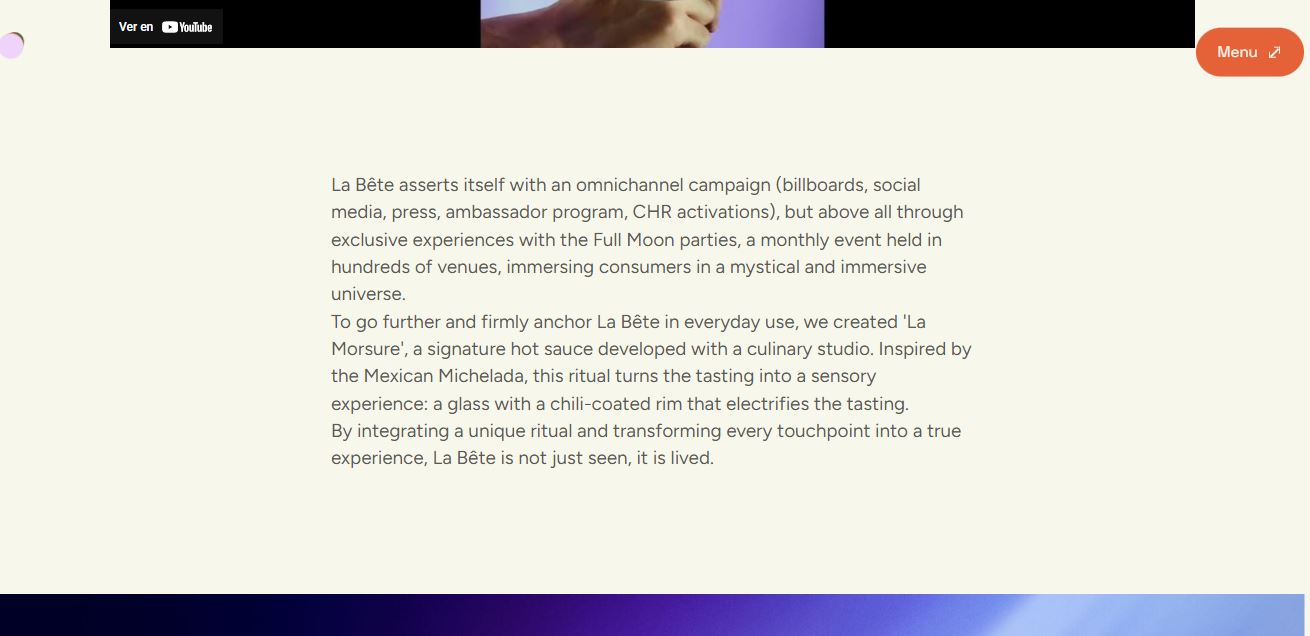 Ver en YouTube
Menu
La Bête asserts itself with an omnichannel campaign (billboards, social
media, press, ambassador program, CHR activations), but above all through
exclusive experiences with the Full Moon parties, a monthly event held in
hundreds of venues, immersing consumers in a mystical and immersive
universe.
To go further and firmly anchor La Bête in everyday use, we created 'La
Morsure', a signature hot sauce developed with a culinary studio. Inspired by
the Mexican Michelada, this ritual turns the tasting into a sensory
experience: a glass with a chili-coated rim that electrifies the tasting.
By integrating a unique ritual and transforming every touchpoint into a true
experience, La Bête is not just seen, it is lived.